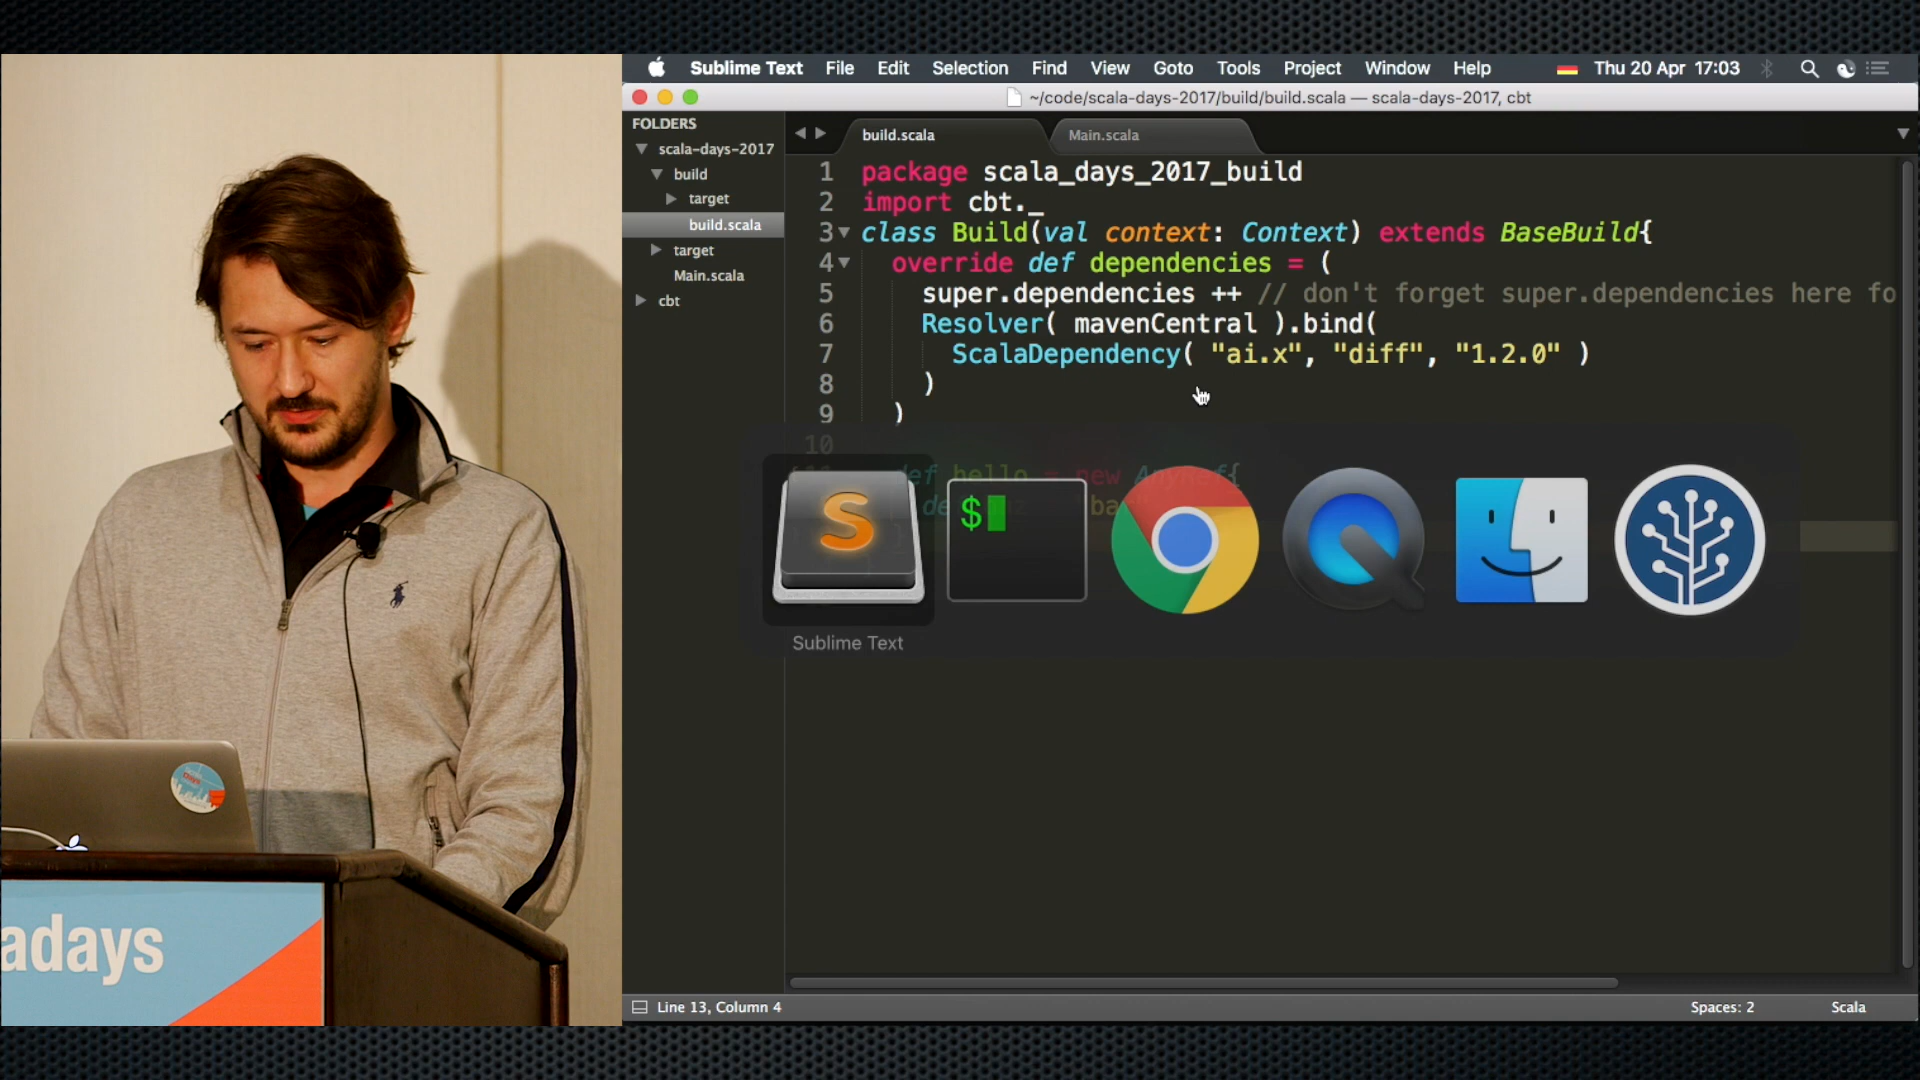 Sublime Text File Edit Selection Find View Goto Tools Project Window Help Thu 20 Apr 17:03
~/code/scala-days-2017/build/build.scala — scala-days-2017, cbt
FOLDERS
scala-days-2017
build
target
build.scala
target
Main.scala
cbt
build.scala Main.scala
1 package scala_days_2017_build
2 import cbt._
3 class Build(val context: Context) extends BaseBuild{
4 override def dependencies = (
5 super.dependencies ++ // don't forget super.dependencies here fo
6 Resolver( mavenCentral ).bind(
7 ScalaDependency( "ai.x", "diff", "1.2.0" )
8 )
9 )
10
def hello = new AnyRef{
$
Sublime Text
Line 13, Column 4 Spaces: 2 Scala
adays